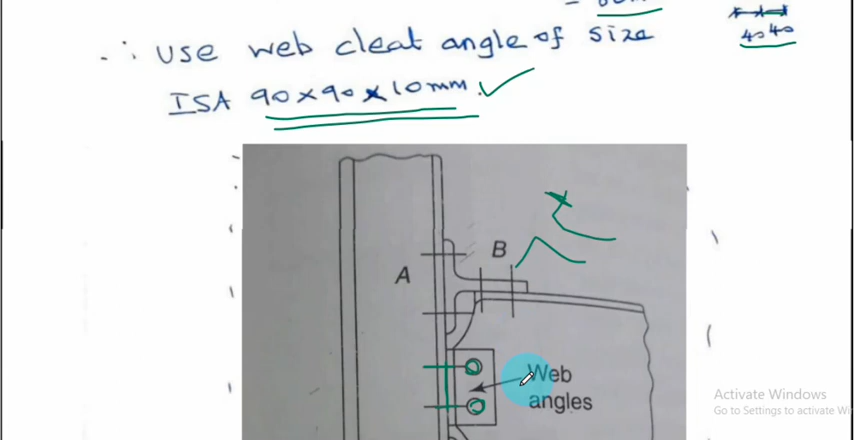 ∴ Use web cleat angle of size
40 40
ISA 90×90×10mm.
B
A
Web
angles
Activate Windows
Go to Settings to activate Wi